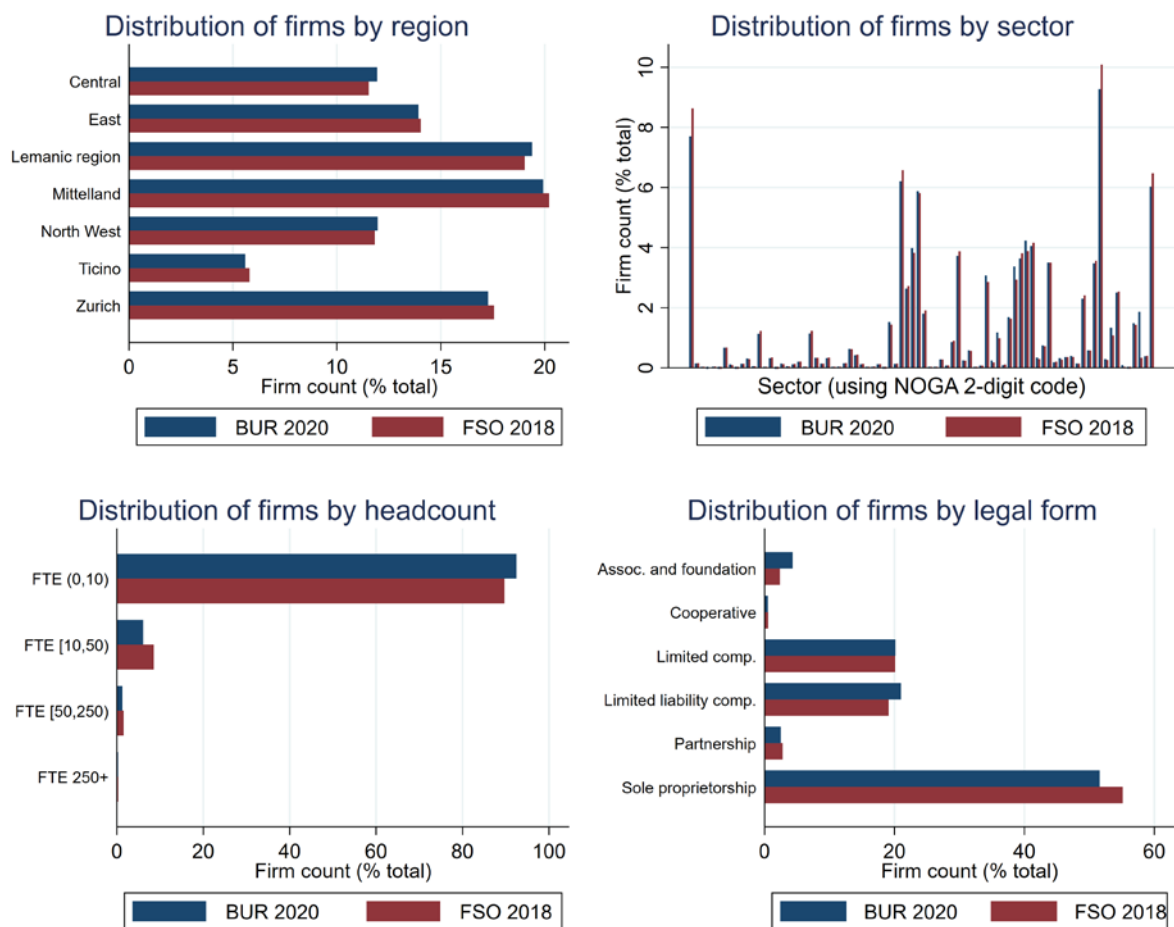 Distribution of firms by region
Central
East
Lemanic region
Mittelland
North West
Ticino
Zurich
0 5 10 15 20
Firm count (% total)
BUR 2020 FSO 2018
Distribution of firms by sector
Firm count (% total)
10
8
6
4
2
0
Sector (using NOGA 2-digit code)
BUR 2020 FSO 2018
Distribution of firms by headcount
FTE (0,10)
FTE [10,50)
FTE [50,250)
FTE 250+
0 20 40 60 80 100
Firm count (% total)
BUR 2020 FSO 2018
Distribution of firms by legal form
Assoc. and foundation
Cooperative
Limited comp.
Limited liability comp.
Partnership
Sole proprietorship
0 20 40 60
Firm count (% total)
BUR 2020 FSO 2018